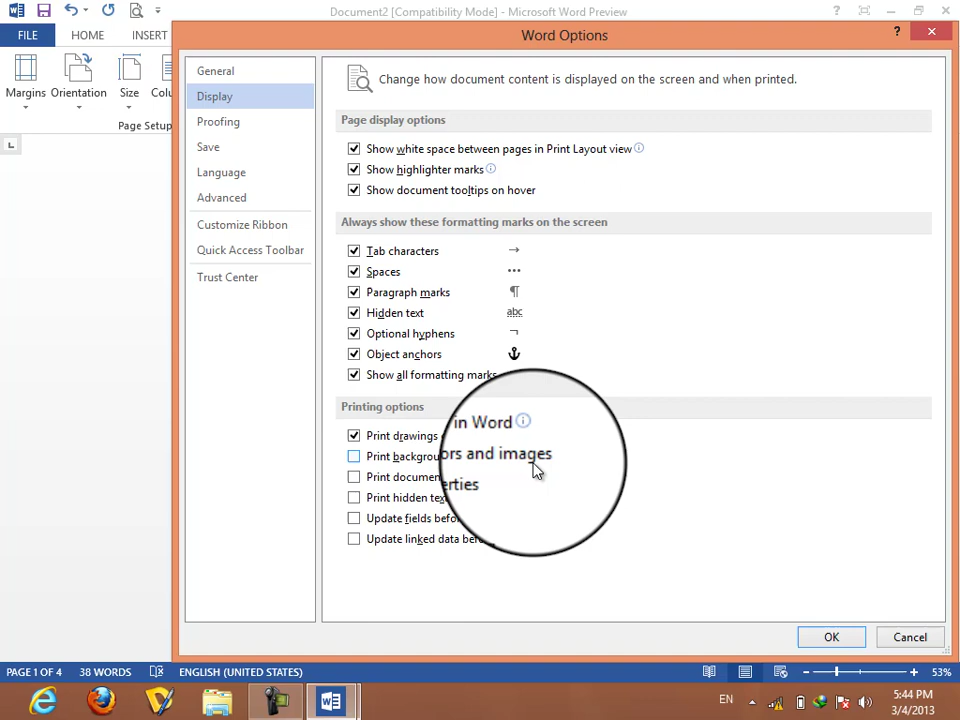 Document2 [Compatibility Mode] - Microsoft Word Preview
FILE HOME INSERT
Word Options
Margins Orientation Size
Page Setup
General
Display
Proofing
Save
Language
Advanced
Customize Ribbon
Quick Access Toolbar
Trust Center
Change how document content is displayed on the screen and when printed.
Page display options
Show white space between pages in Print Layout view
Show highlighter marks
Show document tooltips on hover
Always show these formatting marks on the screen
Tab characters →
Spaces •••
Paragraph marks ¶
Hidden text abc
Optional hyphens ¬
Object anchors
Show all formatting marks
Printing options
in Word
Print drawings
ors and images
Print backgrou
erties
Print documen
Print hidden tex
Update fields befo
Update linked data befo
OK Cancel
PAGE 1 OF 4 38 WORDS ENGLISH (UNITED STATES) 53%
EN 5:44 PM
3/4/2013